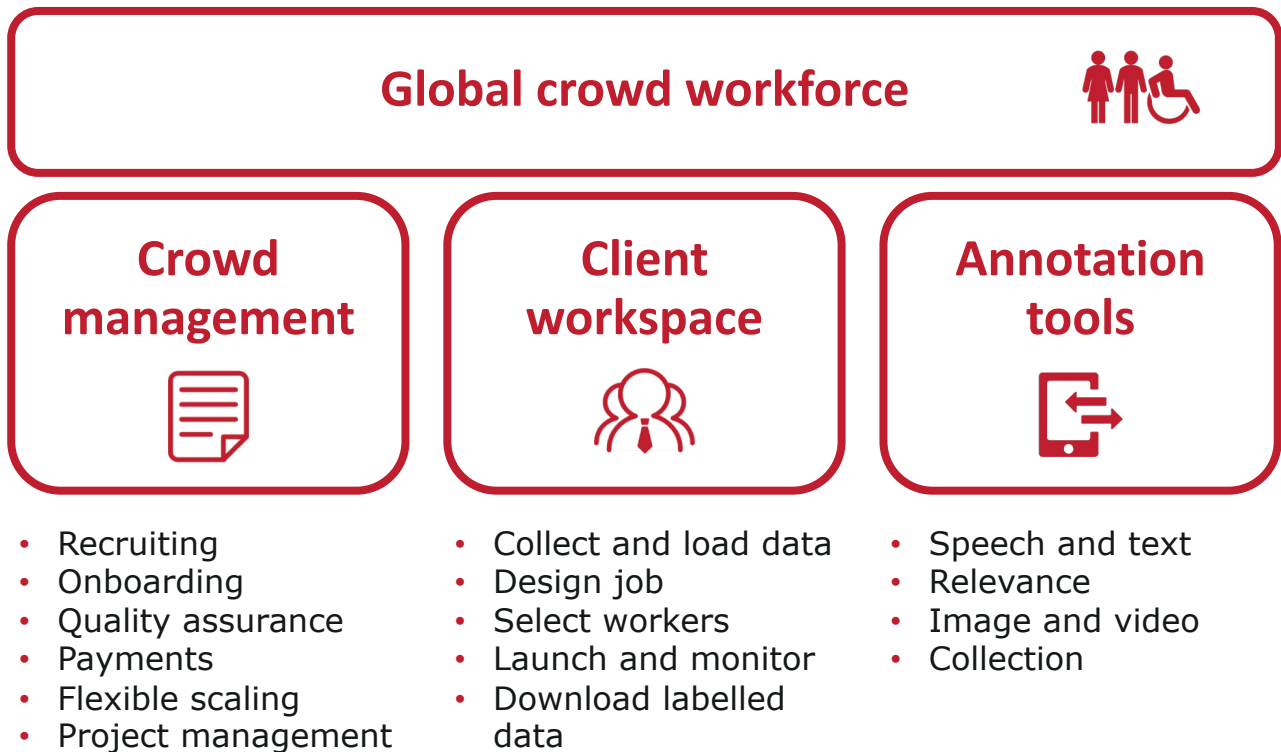 Global crowd workforce
Crowd
management
Client
workspace
Annotation
tools
• Recruiting
• Onboarding
• Quality assurance
• Payments
• Flexible scaling
• Project management
• Collect and load data
• Design job
• Select workers
• Launch and monitor
• Download labelled
data
• Speech and text
• Relevance
• Image and video
• Collection